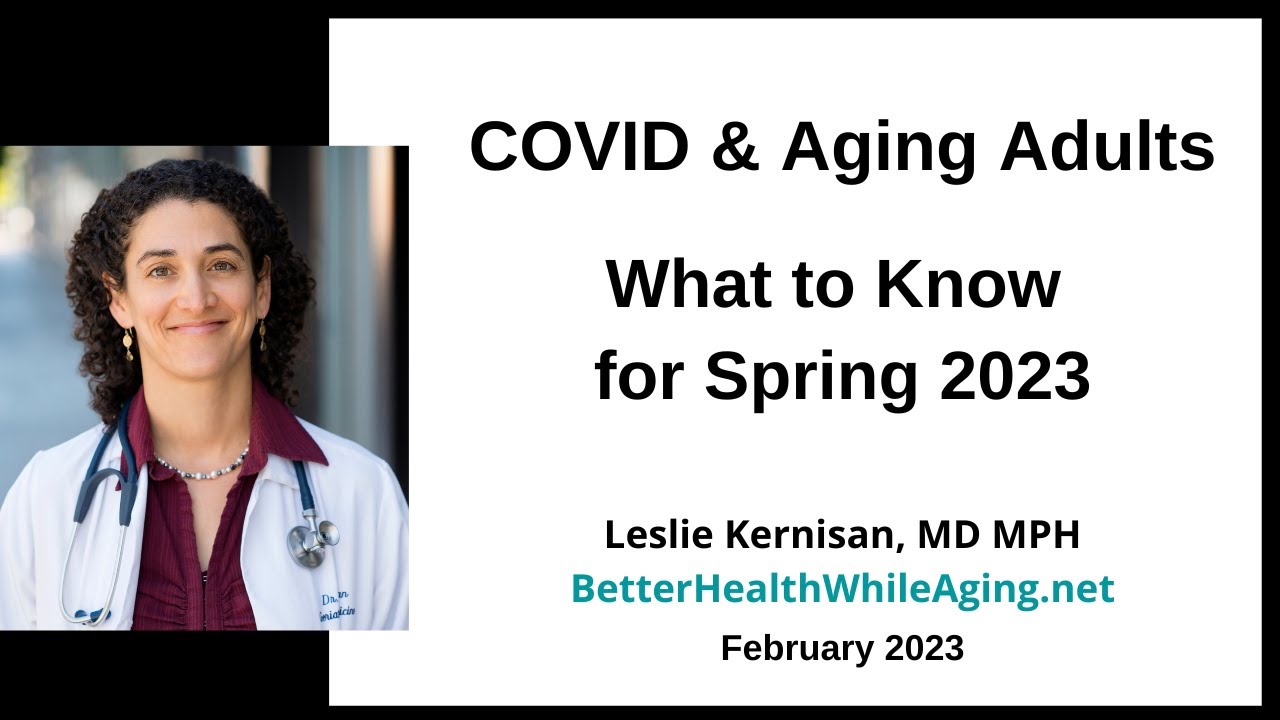 COVID & Aging Adults
What to Know
for Spring 2023
Leslie Kernisan, MD MPH
BetterHealthWhileAging.net
February 2023